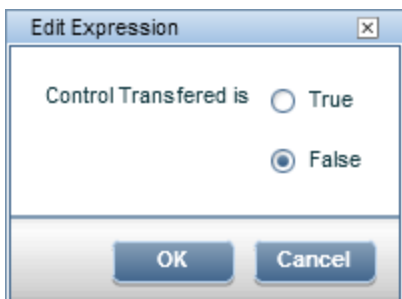 Edit Expression
Control Transfered is
True
False
OK
Cancel